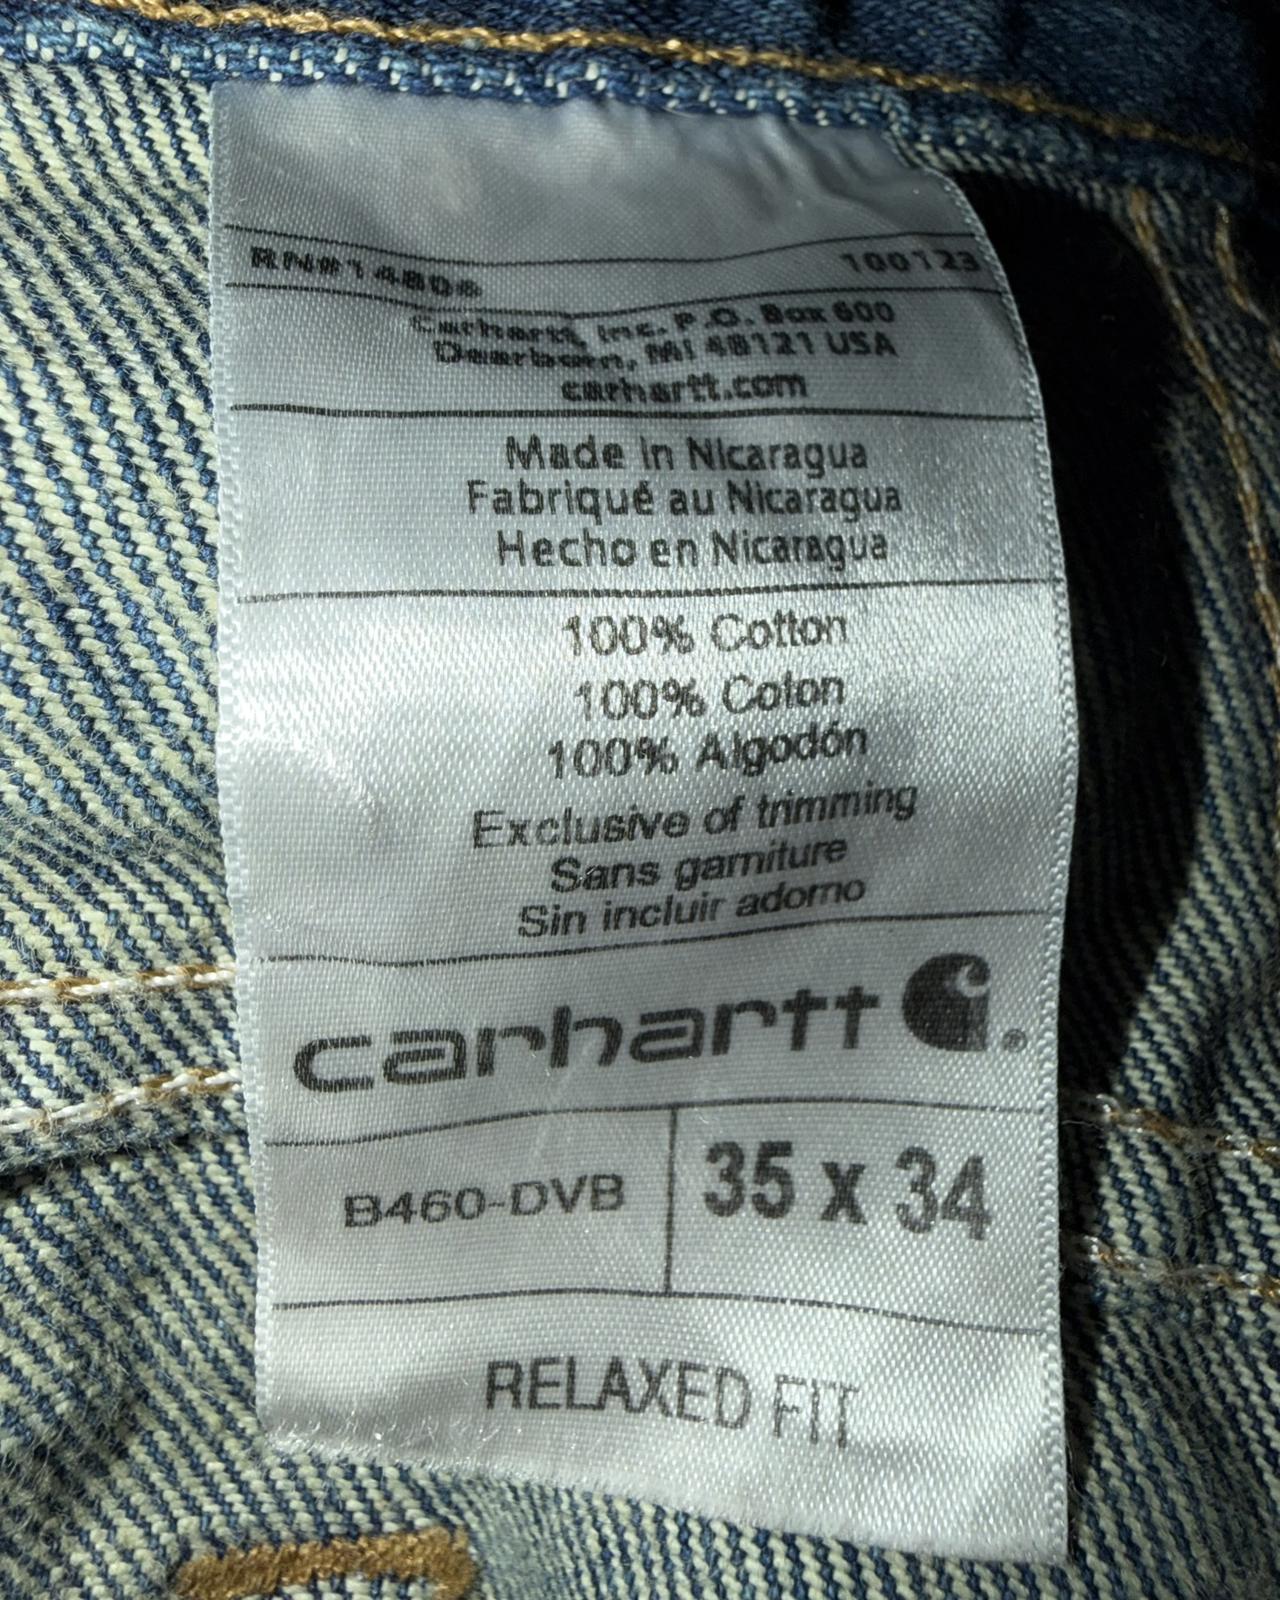 RN#14806 100123
Carhartt, Inc. P.O. Box 600
Dearborn, MI 48121 USA
carhartt.com
Made in Nicaragua
Fabriqué au Nicaragua
Hecho en Nicaragua
100% Cotton
100% Coton
100% Algodón
Exclusive of trimming
Sans garniture
Sin incluir adorno
carhartt
B460-DVB 35 x 34
RELAXED FIT